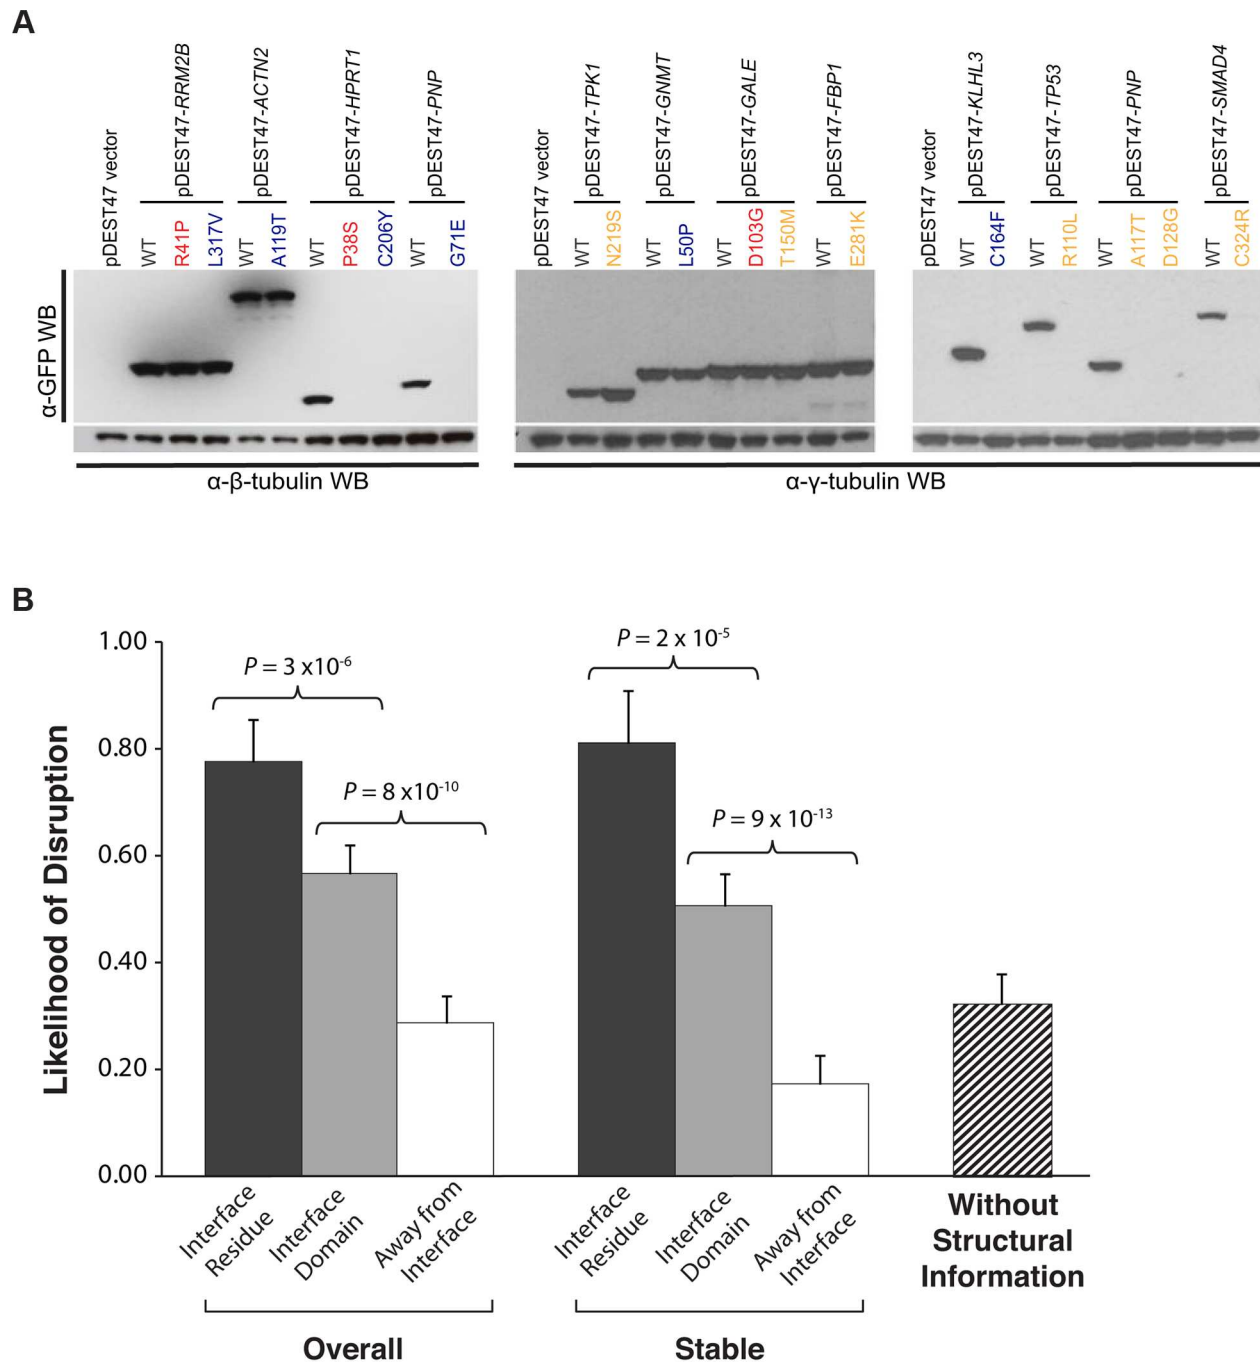 A
pDEST47 vector
pDEST47-RRM2B
WT
R41P
L317V
pDEST47-ACTN2
WT
A119T
pDEST47-HPRT1
WT
P38S
C206Y
pDEST47-PNP
WT
G71E
pDEST47 vector
pDEST47-TPK1
WT
N219S
pDEST47-GNMT
WT
L50P
pDEST47-GALE
WT
D103G
T150M
pDEST47-FBP1
WT
E281K
pDEST47 vector
pDEST47-KLHL3
WT
C164F
pDEST47-TP53
WT
R110L
pDEST47-PNP
WT
A117T
D128G
pDEST47-SMAD4
WT
C324R
α-GFP WB
α-β-tubulin WB
α-γ-tubulin WB
B
Likelihood of Disruption
1.00
0.80
0.60
0.40
0.20
0.00
P = 3 x10-6
P = 8 x10-10
P = 2 x 10-5
P = 9 x 10-13
Interface
Residue
Interface
Domain
Away from
Interface
Interface
Residue
Interface
Domain
Away from
Interface
Without
Structural
Information
Overall
Stable